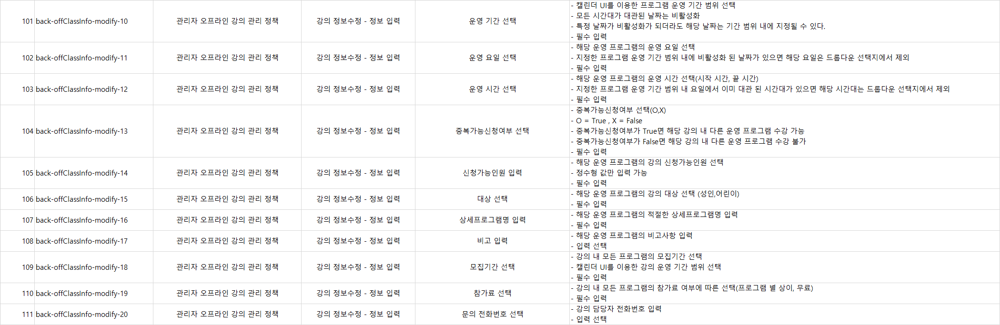 - 캘린더 UI를 이용한 프로그램 운영 기간 범위 선택
- 모든 시간대가 대관된 날짜는 비활성화
101 back-offClassInfo-modify-10 관리자 오프라인 강의 관리 정책 강의 정보수정 - 정보 입력 운영 기간 선택
- 특정 날짜가 비활성화가 되더라도 해당 날짜는 기간 범위 내에 지정될 수 있다.
- 필수 입력
- 해당 운영 프로그램의 운영 요일 선택
102 back-offClassInfo-modify-11 관리자 오프라인 강의 관리 정책 강의 정보수정 - 정보 입력 운영 요일 선택 - 지정한 프로그램 운영 기간 범위 내에 비활성화 된 날짜가 있으면 해당 요일은 드롭다운 선택지에서 제외
- 필수 입력
- 해당 운영 프로그램의 운영 시간 선택(시작 시간, 끝 시간)
103 back-offClassInfo-modify-12 관리자 오프라인 강의 관리 정책 강의 정보수정 - 정보 입력 운영 시간 선택 - 지정한 프로그램 운영 기간 범위 내 요일에서 이미 대관 된 시간대가 있으면 해당 시간대는 드롭다운 선택지에서 제외
- 필수 입력
- 중복가능신청여부 선택(O,X)
- O = True , X = False
104 back-offClassInfo-modify-13 관리자 오프라인 강의 관리 정책 강의 정보수정 - 정보 입력 중복가능신청여부 선택 - 중복가능신청여부가 True면 해당 강의 내 다른 운영 프로그램 수강 가능
- 중복가능신청여부가 False면 해당 강의 내 다른 운영 프로그램 수강 불가
- 필수 입력
- 해당 운영 프로그램의 강의 신청가능인원 선택
105 back-offClassInfo-modify-14 관리자 오프라인 강의 관리 정책 강의 정보수정 - 정보 입력 신청가능인원 입력 - 정수형 값만 입력 가능
- 필수 입력
106 back-offClassInfo-modify-15 관리자 오프라인 강의 관리 정책 강의 정보수정 - 정보 입력 대상 선택 - 해당 운영 프로그램의 강의 대상 선택 (성인,어린이)
- 필수 입력
107 back-offClassInfo-modify-16 관리자 오프라인 강의 관리 정책 강의 정보수정 - 정보 입력 상세프로그램명 입력 - 해당 운영 프로그램의 적절한 상세프로그램명 입력
- 필수 입력
108 back-offClassInfo-modify-17 관리자 오프라인 강의 관리 정책 강의 정보수정 - 정보 입력 비고 입력 - 해당 운영 프로그램의 비고사항 입력
- 입력 선택
- 강의 내 모든 프로그램의 모집기간 선택
109 back-offClassInfo-modify-18 관리자 오프라인 강의 관리 정책 강의 정보수정 - 정보 입력 모집기간 선택 - 캘린더 UI를 이용한 강의 운영 기간 범위 선택
- 필수 입력
110 back-offClassInfo-modify-19 관리자 오프라인 강의 관리 정책 강의 정보수정 - 정보 입력 참가료 선택 - 강의 내 모든 프로그램의 참가료 여부에 따른 선택(프로그램 별 상이, 무료)
- 필수 입력
111 back-offClassInfo-modify-20 관리자 오프라인 강의 관리 정책 강의 정보수정 - 정보 입력 문의 전화번호 선택 - 강의 담당자 전화번호 입력
- 입력 선택